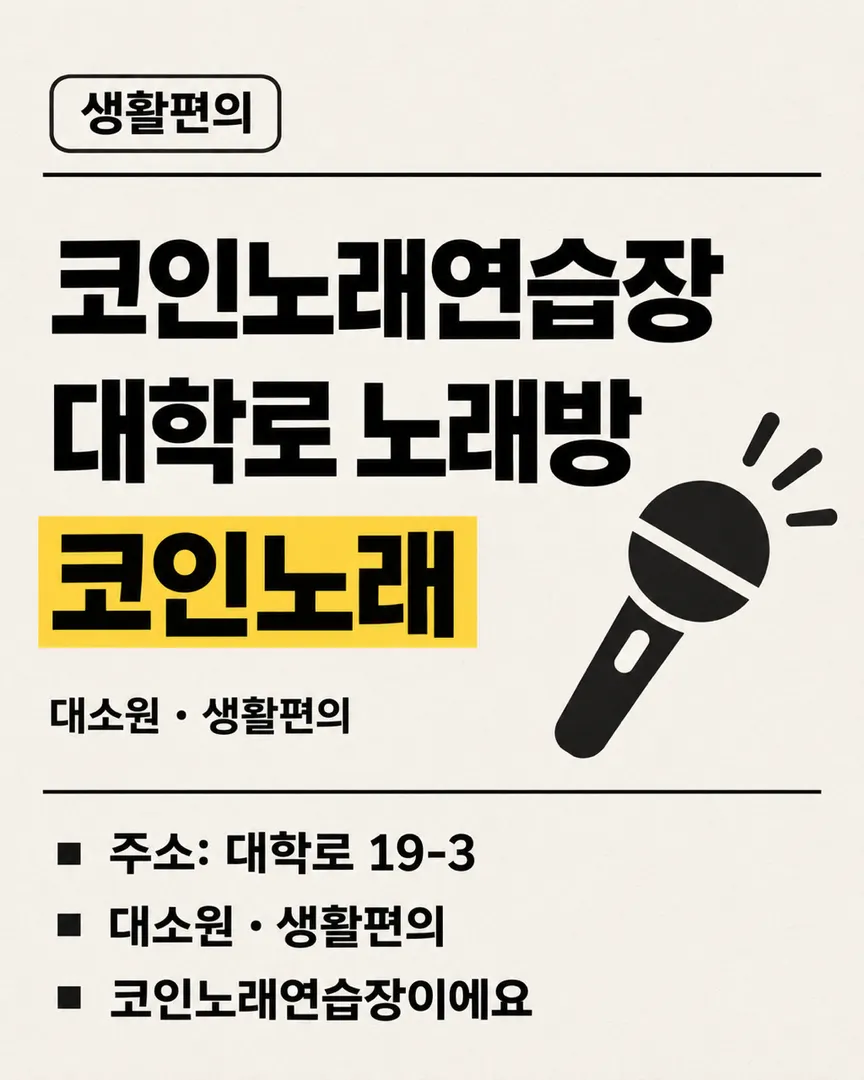 생활편의
코인노래연습장
대학로 노래방
코인노래
대소원 · 생활편의
주소: 대학로 19-3
대소원 · 생활편의
코인노래연습장이에요